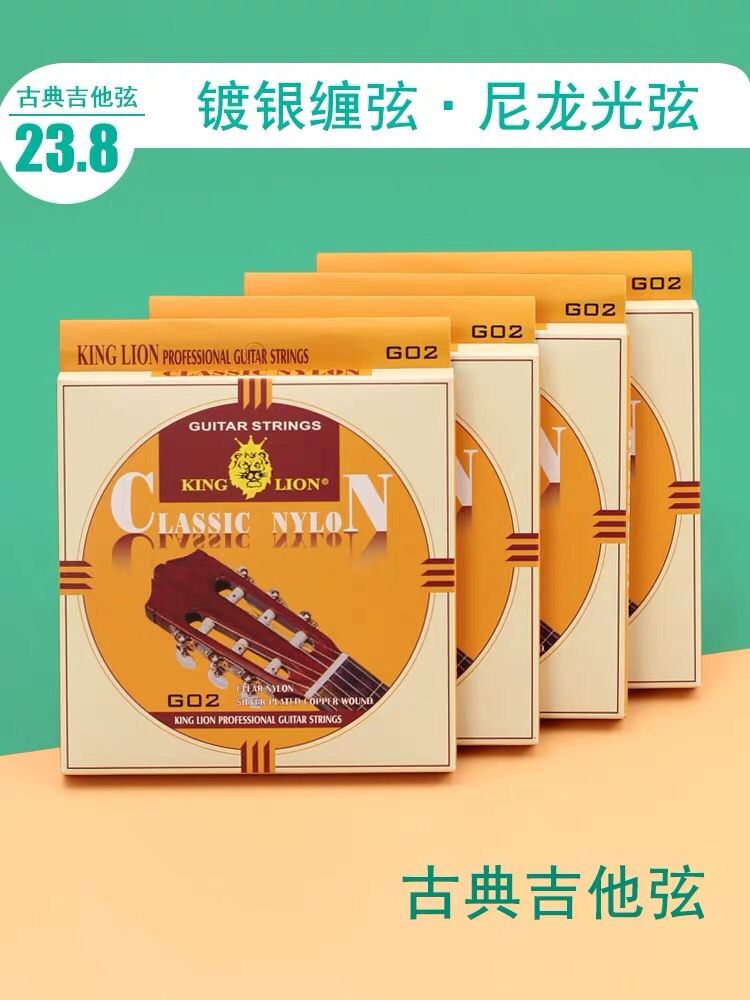 古典吉他弦
23.8
镀银缠弦·尼龙光弦
G02
G02
G02
KING LION PROFESSIONAL GUITAR STRINGS G02
CLASSIC NYLON
GUITAR STRINGS
KING LION®
CLASSIC NYLON
N
N
N
G02
CLEAR NYLON
SILVER PLATED COPPER WOUND
KING LION PROFESSIONAL GUITAR STRINGS
古典吉他弦